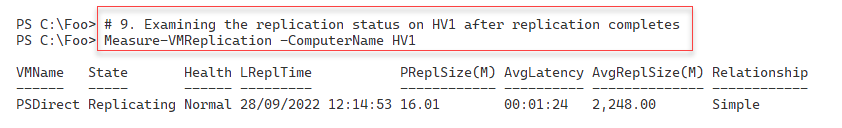 PS C:\Foo> # 9. Examining the replication status on HV1 after replication completes
PS C:\Foo> Measure-VMReplication -ComputerName HV1
VMName State Health LReplTime PReplSize(M) AvgLatency AvgReplSize(M) Relationship
------ ----- ------ --------- ------------ ---------- -------------- ------------
PSDirect Replicating Normal 28/09/2022 12:14:53 16.01 00:01:24 2,248.00 Simple